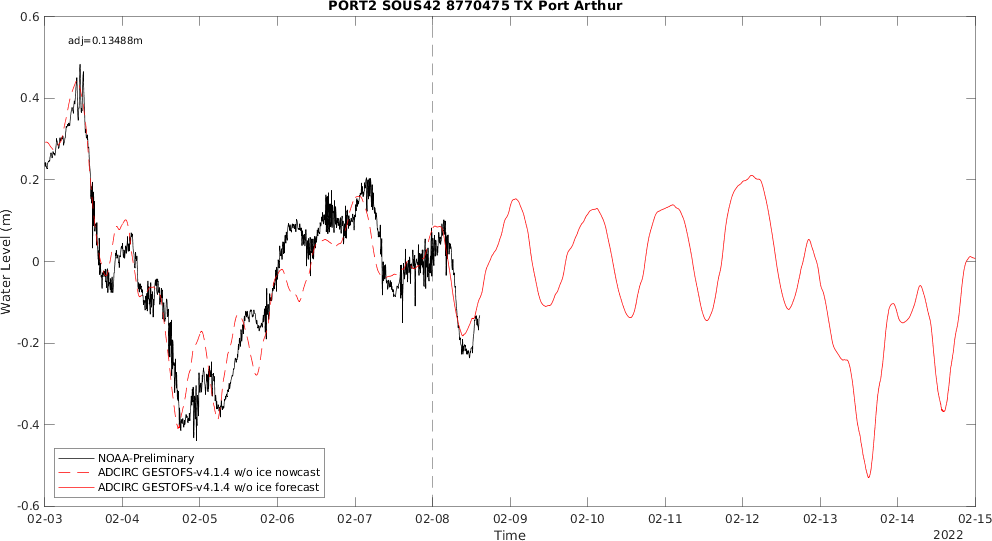 PORT2 SOUS42 8770475 TX Port Arthur
adj=0.13488m
0.6
0.4
0.2
0
-0.2
-0.4
-0.6
Water Level (m)
NOAA-Preliminary
ADCIRC GESTOFS-v4.1.4 w/o ice nowcast
ADCIRC GESTOFS-v4.1.4 w/o ice forecast
02-03 02-04 02-05 02-06 02-07 02-08 02-09 02-10 02-11 02-12 02-13 02-14 02-15
Time
2022